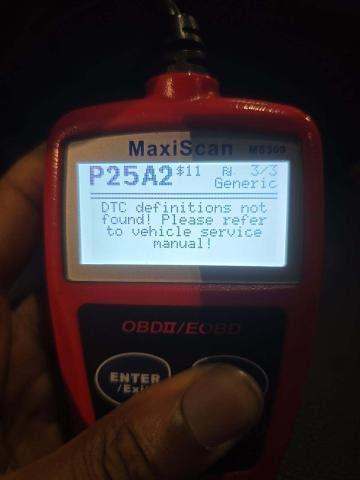 MaxiScan MS309
P25A2 $11 3/3
Generic
DTC definitions not
found! Please refer
to vehicle service
manual!
OBDII/EOBD
ENTER
/Exit